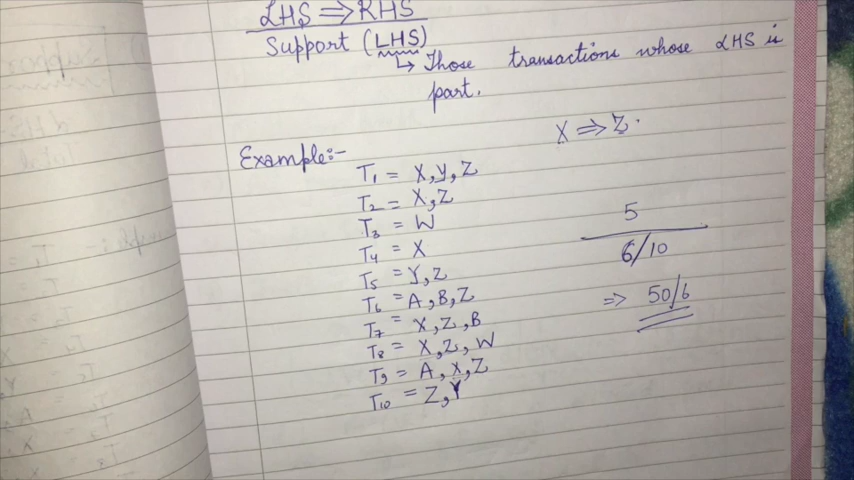 LHS ⇒ RHS
Support (LHS)
↳ Those transactions whose LHS is
part.
X ⇒ Z.
Example:-
T1 = X, Y, Z
T2 = X, Z
T3 = W
T4 = X
T5 = Y, Z
T6 = A, B, Z
T7 = X, Z, B
T8 = X, Z, W
T9 = A, X, Z
T10 = Z, Y
5
6/10
⇒ 50/6